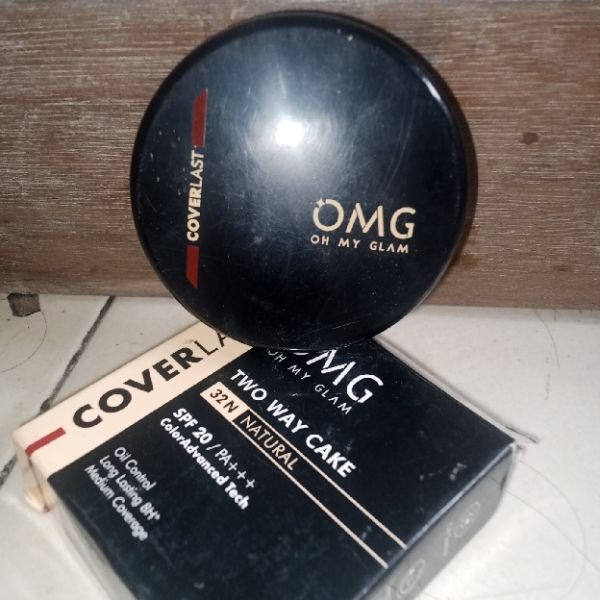 COVERLAST
OMG
OH MY GLAM
COVERLAST
OMG
OH MY GLAM
TWO WAY CAKE
32N NATURAL
SPF 20 / PA+++
ColorAdvanced Tech
Oil Control
Long Lasting 8H*
Medium Coverage